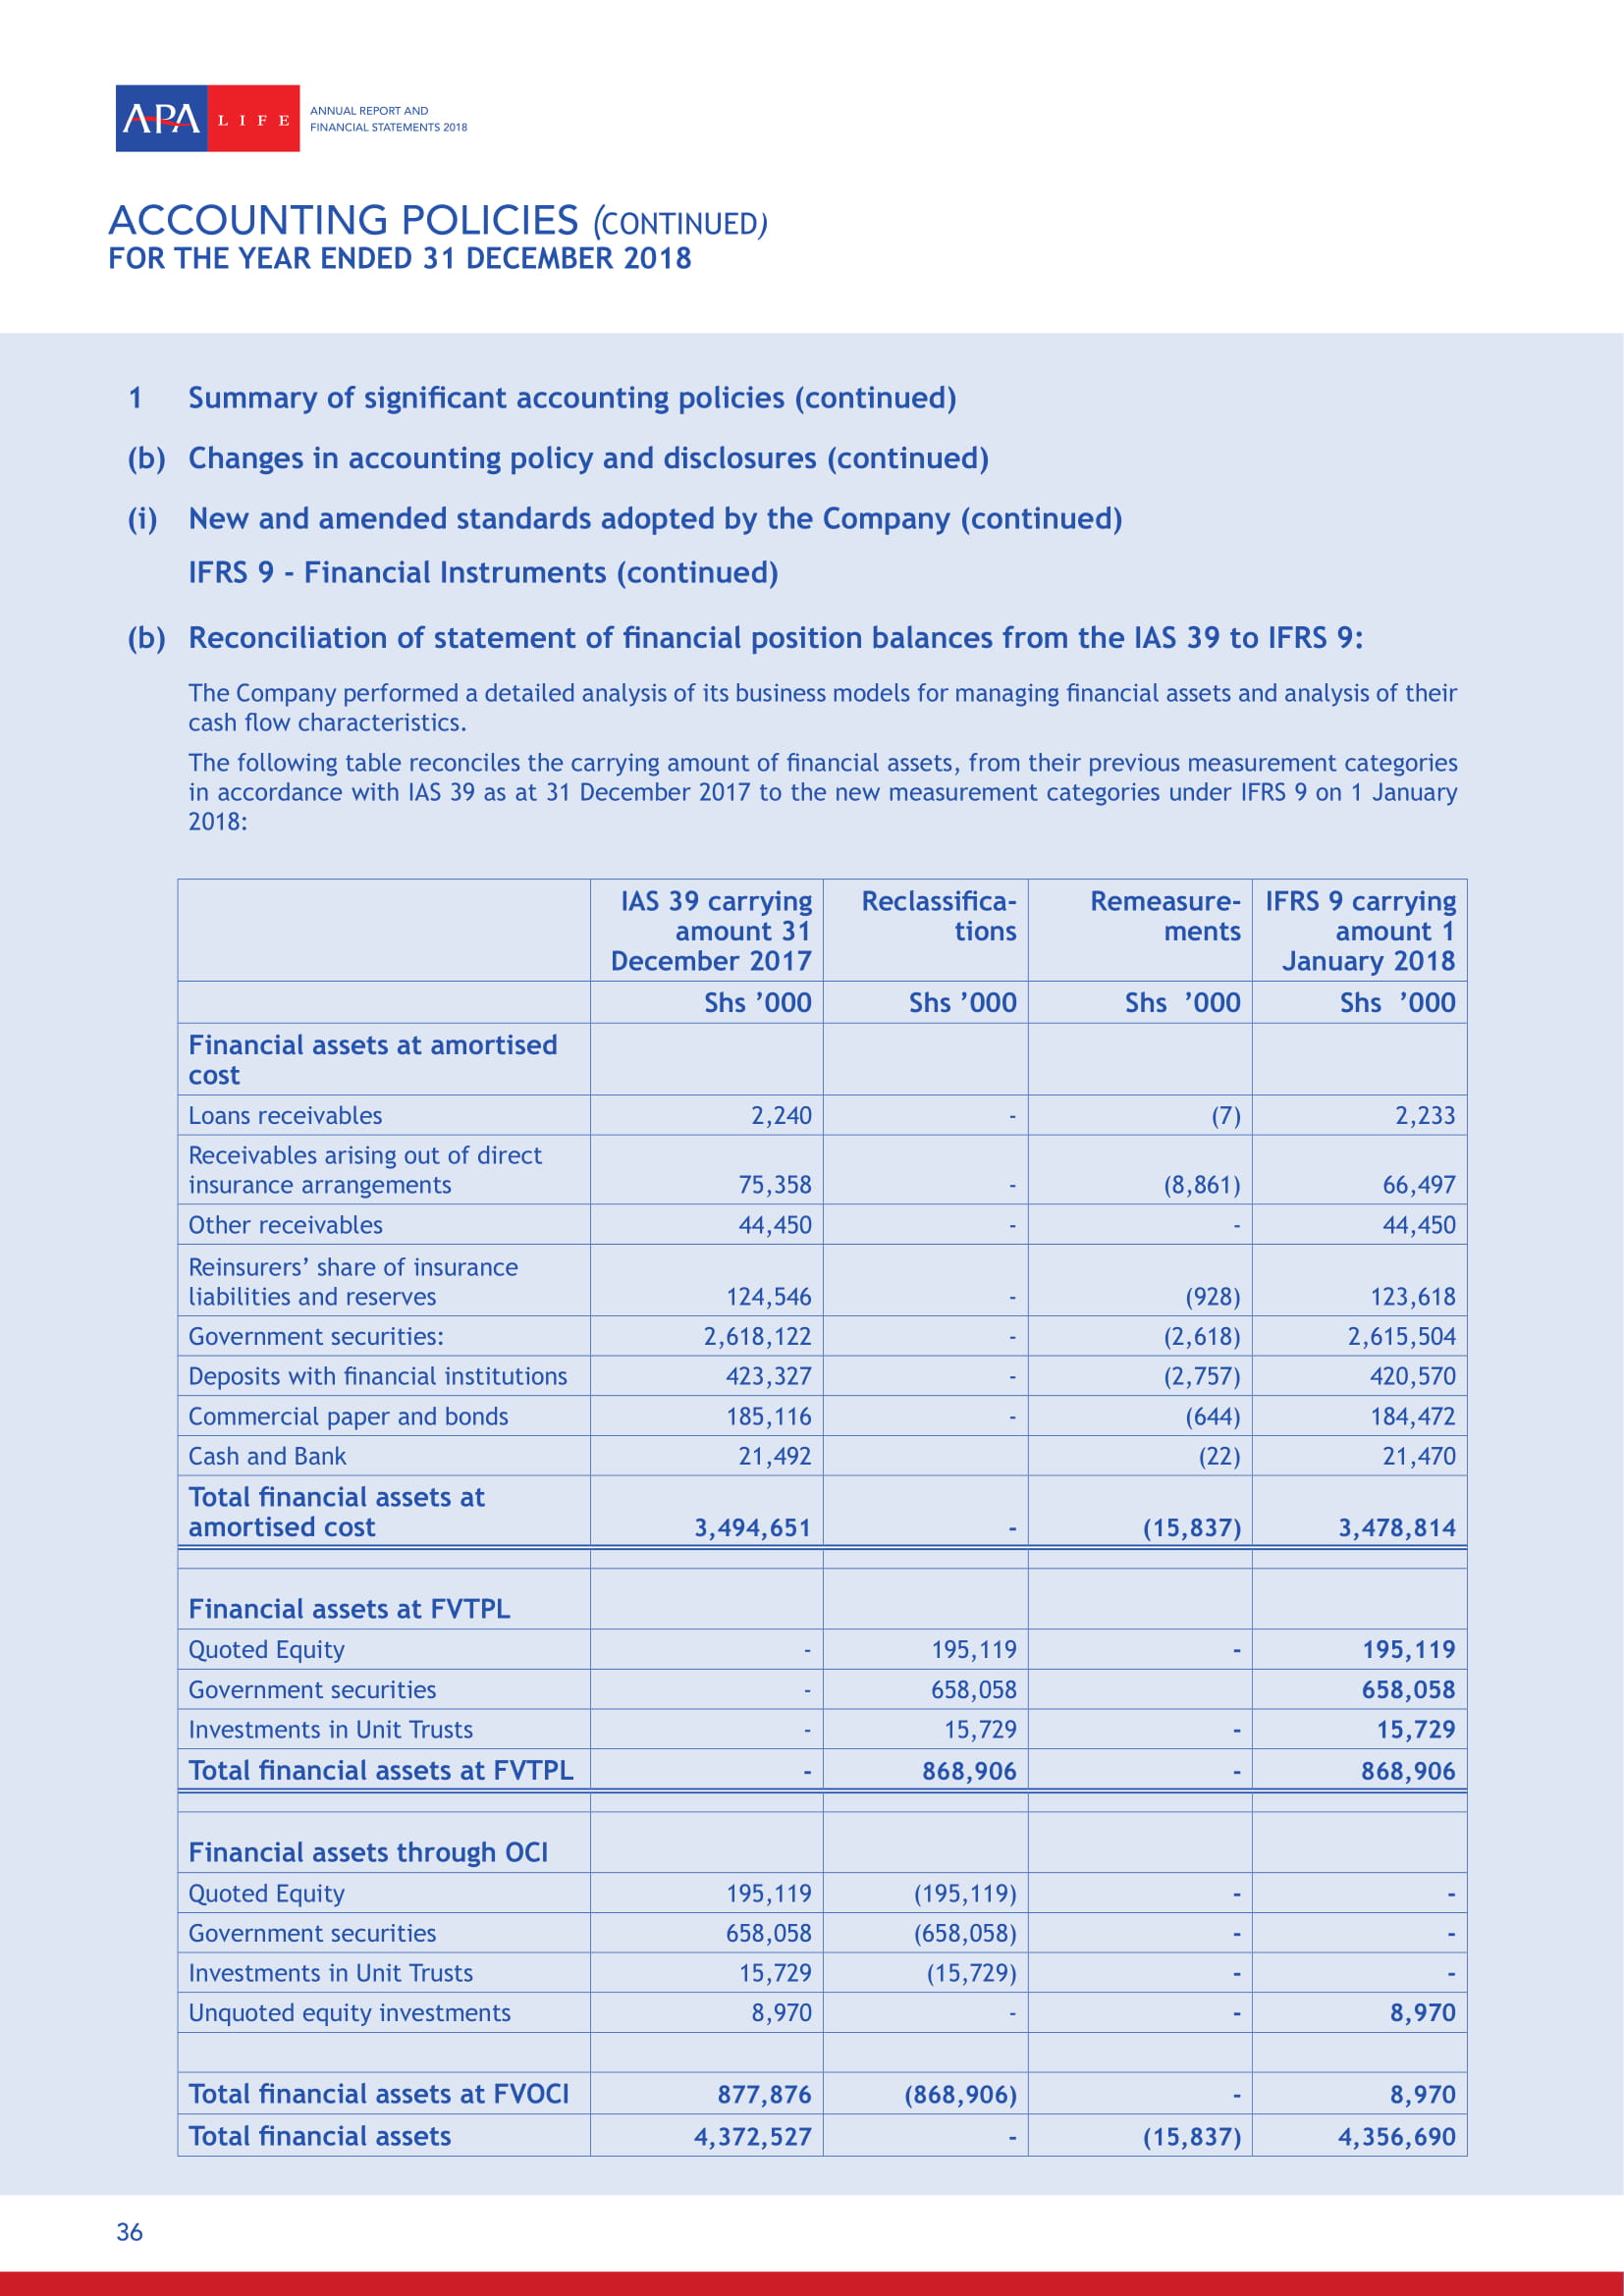 APA LIFE
ANNUAL REPORT AND
FINANCIAL STATEMENTS 2018
ACCOUNTING POLICIES (CONTINUED)
FOR THE YEAR ENDED 31 DECEMBER 2018
1 Summary of significant accounting policies (continued)
(b) Changes in accounting policy and disclosures (continued)
(i) New and amended standards adopted by the Company (continued)
IFRS 9 - Financial Instruments (continued)
(b) Reconciliation of statement of financial position balances from the IAS 39 to IFRS 9:
The Company performed a detailed analysis of its business models for managing financial assets and analysis of their
cash flow characteristics.
The following table reconciles the carrying amount of financial assets, from their previous measurement categories
in accordance with IAS 39 as at 31 December 2017 to the new measurement categories under IFRS 9 on 1 January
2018:
IAS 39 carrying Reclassifica- Remeasure- IFRS 9 carrying
amount 31 tions ments amount 1
December 2017 January 2018
Shs ’000 Shs ’000 Shs ’000 Shs ’000
Financial assets at amortised
cost
Loans receivables 2,240 - (7) 2,233
Receivables arising out of direct
insurance arrangements 75,358 - (8,861) 66,497
Other receivables 44,450 - - 44,450
Reinsurers’ share of insurance
liabilities and reserves 124,546 - (928) 123,618
Government securities: 2,618,122 - (2,618) 2,615,504
Deposits with financial institutions 423,327 - (2,757) 420,570
Commercial paper and bonds 185,116 - (644) 184,472
Cash and Bank 21,492 (22) 21,470
Total financial assets at
amortised cost 3,494,651 - (15,837) 3,478,814
Financial assets at FVTPL
Quoted Equity - 195,119 - 195,119
Government securities - 658,058 658,058
Investments in Unit Trusts - 15,729 - 15,729
Total financial assets at FVTPL - 868,906 - 868,906
Financial assets through OCI
Quoted Equity 195,119 (195,119) - -
Government securities 658,058 (658,058) - -
Investments in Unit Trusts 15,729 (15,729) - -
Unquoted equity investments 8,970 - - 8,970
Total financial assets at FVOCI 877,876 (868,906) - 8,970
Total financial assets 4,372,527 - (15,837) 4,356,690
36